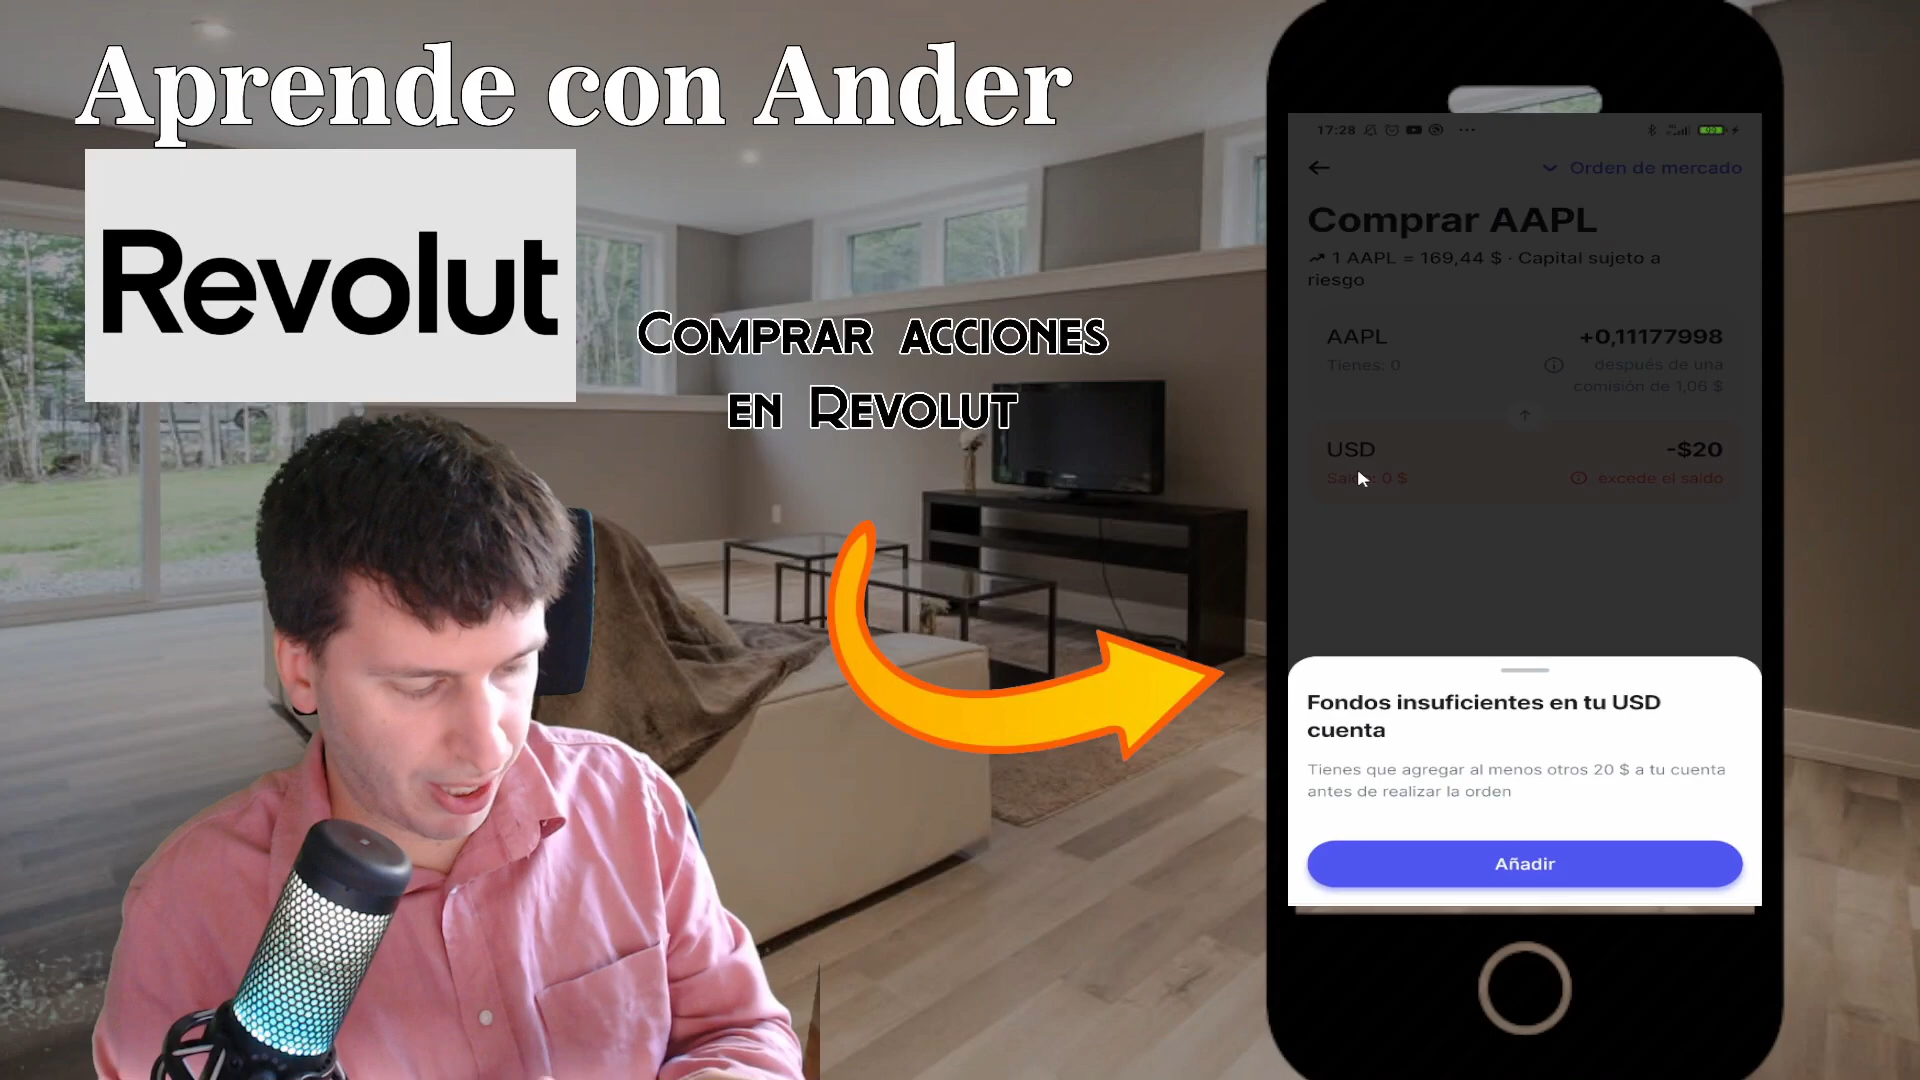 Aprende con Ander
Revolut
Comprar acciones
en Revolut
17:28
99
Orden de mercado
Comprar AAPL
1 AAPL = 169,44 $ · Capital sujeto a
riesgo
AAPL
+0,11177998
Tienes: 0
después de una
comisión de 1,06 $
USD
-$20
Saldo: 0 $
excede el saldo
Fondos insuficientes en tu USD
cuenta
Tienes que agregar al menos otros 20 $ a tu cuenta
antes de realizar la orden
Añadir